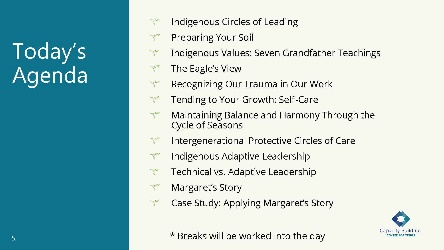 Today's
Agenda
Indigenous Circles of Leading
Preparing Your Soil
Indigenous Values: Seven Grandfather Teachings
The Eagle's View
Recognizing Our Trauma in Our Work
Tending to Your Growth: Self-Care
Maintaining Balance and Harmony Through the
Cycle of Seasons
Intergenerational Protective Circles of Care
Indigenous Adaptive Leadership
Technical vs. Adaptive Leadership
Margaret's Story
Case Study: Applying Margaret's Story
* Breaks will be worked into the day
5
Capacity Building